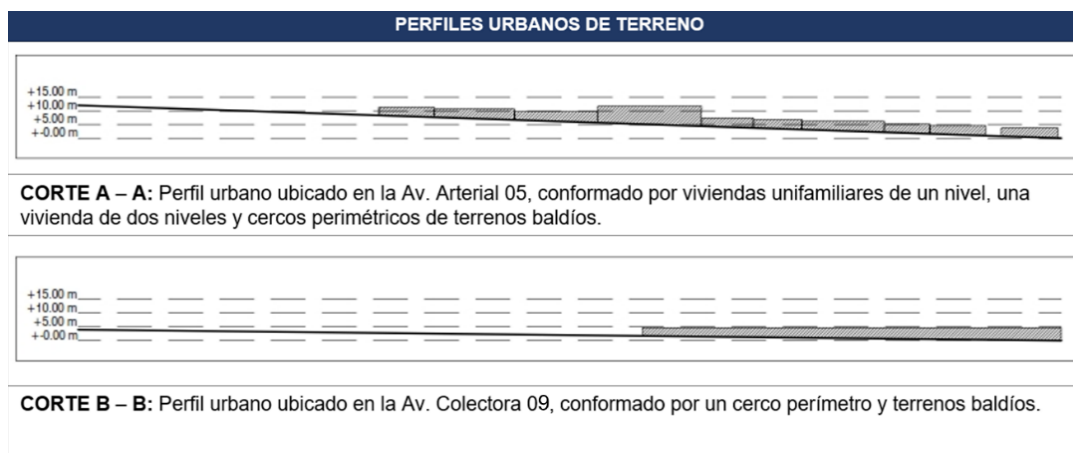 PERFILES URBANOS DE TERRENO
+15.00 m
+10.00 m
+5.00 m
+-0.00 m
CORTE A – A: Perfil urbano ubicado en la Av. Arterial 05, conformado por viviendas unifamiliares de un nivel, una
vivienda de dos niveles y cercos perimétricos de terrenos baldíos.
+15.00 m
+10.00 m
+5.00 m
+-0.00 m
CORTE B – B: Perfil urbano ubicado en la Av. Colectora 09, conformado por un cerco perímetro y terrenos baldíos.